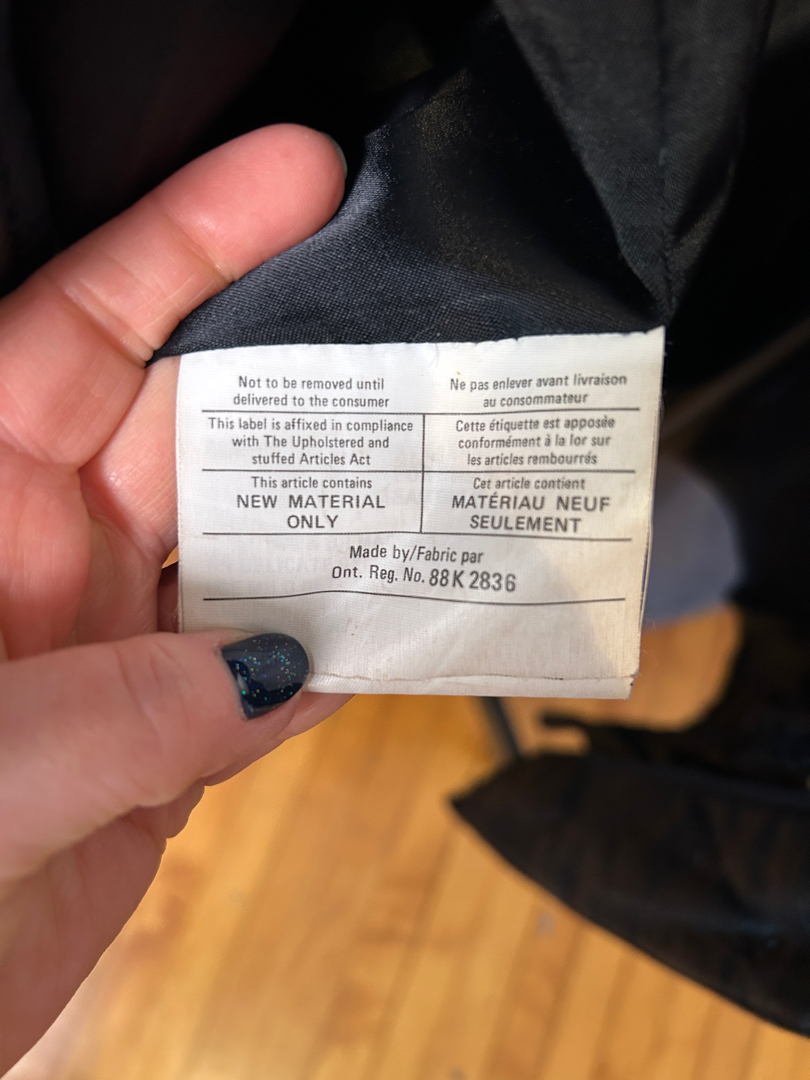 Not to be removed until
delivered to the consumer
Ne pas enlever avant livraison
au consommateur
This label is affixed in compliance
with The Upholstered and
stuffed Articles Act
Cette étiquette est apposée
conformément à la lor sur
les articles rembourrés
This article contains
NEW MATERIAL
ONLY
Cet article contient
MATÉRIAU NEUF
SEULEMENT
Made by/Fabric par
Ont. Reg. No. 88K2836